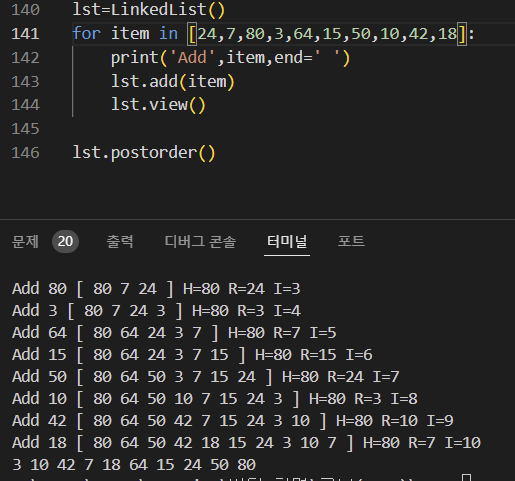 140 lst=LinkedList()
141 for item in [24,7,80,3,64,15,50,10,42,18]:
142 print('Add',item,end=' ')
143 lst.add(item)
144 lst.view()
145
146 lst.postorder()
문제 20 출력 디버그 콘솔 터미널 포트
Add 80 [ 80 7 24 ] H=80 R=24 I=3
Add 3 [ 80 7 24 3 ] H=80 R=3 I=4
Add 64 [ 80 64 24 3 7 ] H=80 R=7 I=5
Add 15 [ 80 64 24 3 7 15 ] H=80 R=15 I=6
Add 50 [ 80 64 50 3 7 15 24 ] H=80 R=24 I=7
Add 10 [ 80 64 50 10 7 15 24 3 ] H=80 R=3 I=8
Add 42 [ 80 64 50 42 7 15 24 3 10 ] H=80 R=10 I=9
Add 18 [ 80 64 50 42 18 15 24 3 10 7 ] H=80 R=7 I=10
3 10 42 7 18 64 15 24 50 80